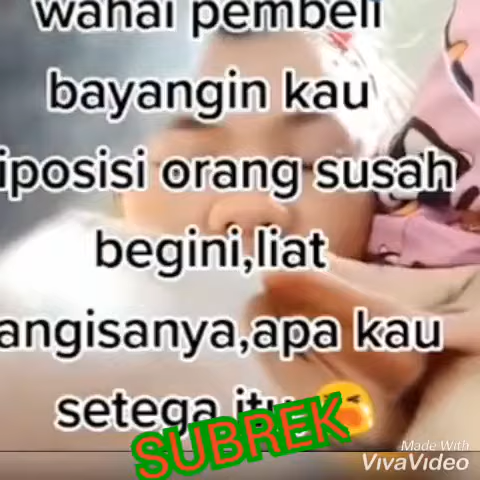 wahai pembeli
bayangin kau
iposisi orang susah
begini,liat
angisanya,apa kau
setega itu
SUBREK
Made With
VivaVideo